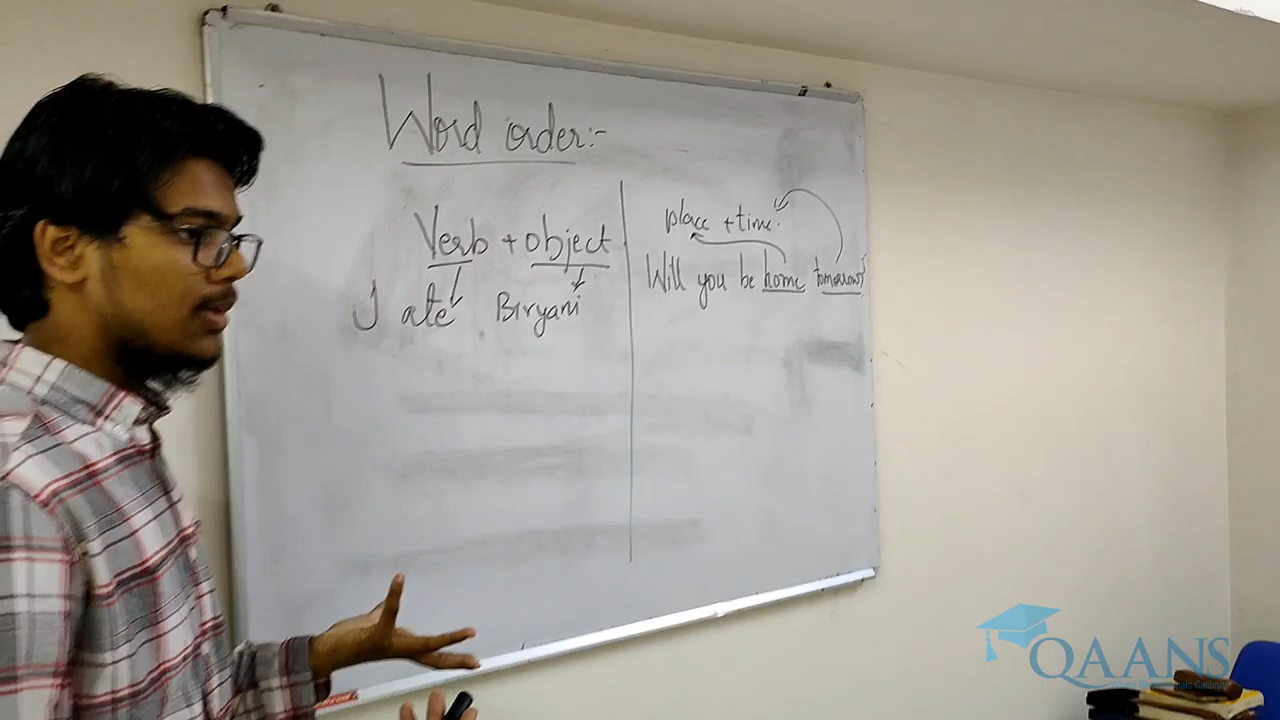 Word order:-
Verb + object
I ate Biryani
place + time.
Will you be home tomorrow?
QAANS